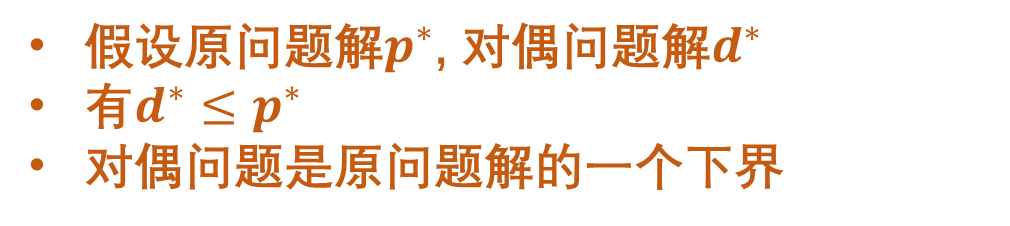 • 假设原问题解p*, 对偶问题解d*
• 有d* ≤ p*
• 对偶问题是原问题解的一个下界